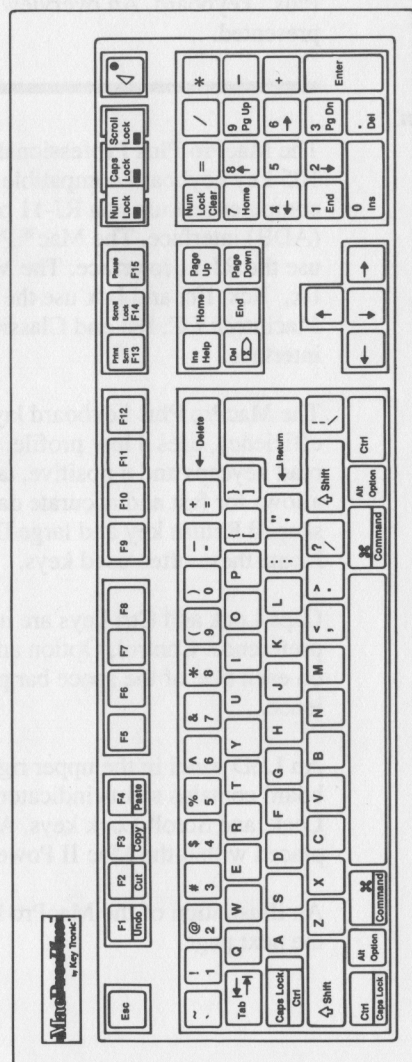 MacPro Plus
by Key Tronic
Esc F1 Undo F2 Cut F3 Copy F4 Paste F5 F6 F7 F8 F9 F10 F11 F12 Print Scrn F13 Scroll Lock F14 Pause F15 Num Lock Caps Lock Scroll Lock
~ ` ! 1 @ 2 # 3 $ 4 % 5 ^ 6 & 7 * 8 ( 9 ) 0 _ - + = ← Delete Ins Help Home Page Up Num Lock Clear = / *
Tab Q W E R T Y U I O P { [ } ] Return Del End Page Down 7 Home 8 ↑ 9 Pg Up -
Caps Lock Ctrl A S D F G H J K L : ; " ' 4 ← 5 6 → +
⇧ Shift Z X C V B N M < , > . ? / ⇧ Shift | \ ↑ 1 End 2 ↓ 3 Pg Dn Enter
Ctrl Caps Lock Alt Option ⌘ Command ⌘ Command Alt Option Ctrl ← ↓ → 0 Ins . Del